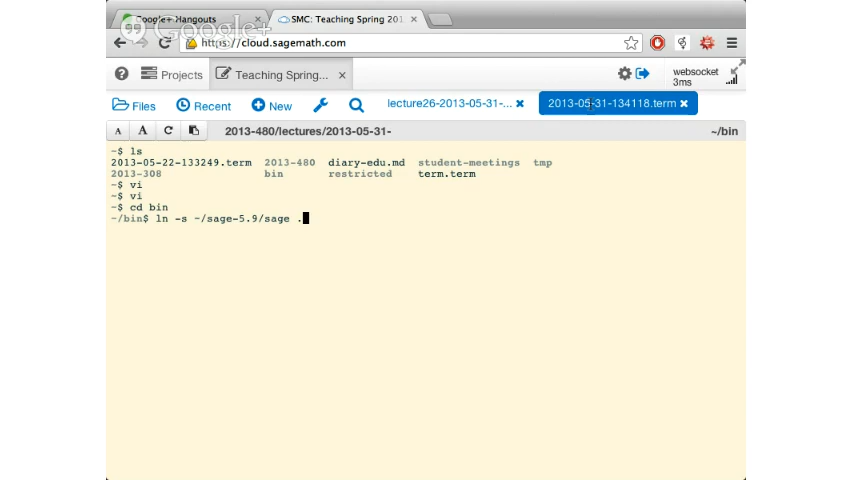 Google+ Hangouts
SMC: Teaching Spring 201
Google+
https://cloud.sagemath.com
Projects
Teaching Spring...
websocket
3ms
Files
Recent
New
lecture26-2013-05-31-...
2013-05-31-134118.term
A A
2013-480/lectures/2013-05-31-
~/bin
~$ ls
2013-05-22-133249.term 2013-480 diary-edu.md student-meetings tmp
2013-308 bin restricted term.term
~$ vi
~$ vi
~$ cd bin
~/bin$ ln -s ~/sage-5.9/sage .